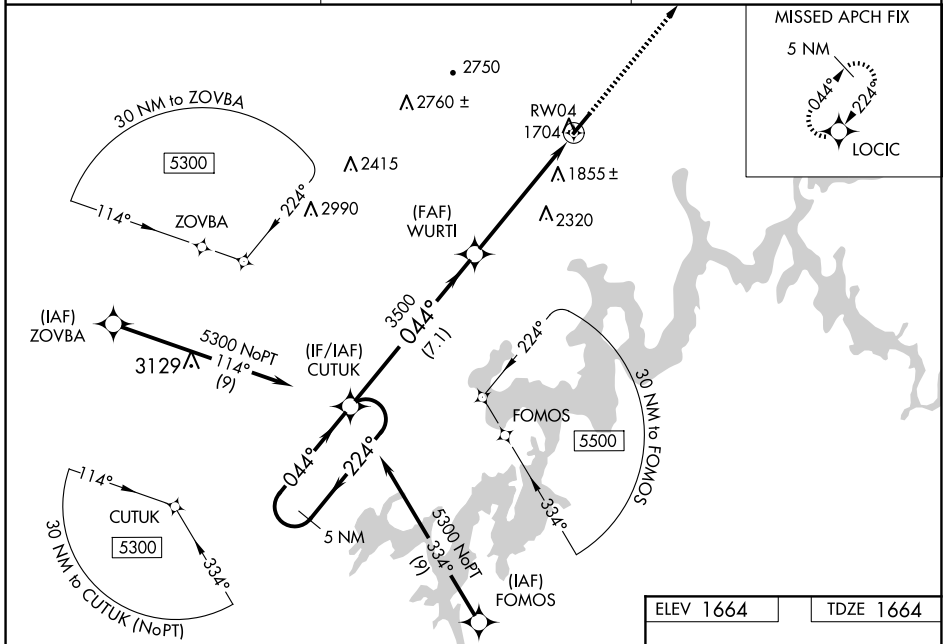 MISSED APCH FIX
5 NM
044°
224°
LOCIC
2750
2760 ±
RW04
1704
2415
1855 ±
2990
2320
30 NM to ZOVBA
5300
114°
224°
ZOVBA
(FAF)
WURTI
3500
044°
(7.1)
(IAF)
ZOVBA
5300 NoPT
114°
(9)
3129
(IF/IAF)
CUTUK
044°
224°
5 NM
224°
FOMOS
5500
334°
30 NM to FOMOS
114°
CUTUK
5300
334°
30 NM to CUTUK (NoPT)
5300 NoPT
334°
(9)
(IAF)
FOMOS
ELEV 1664
TDZE 1664